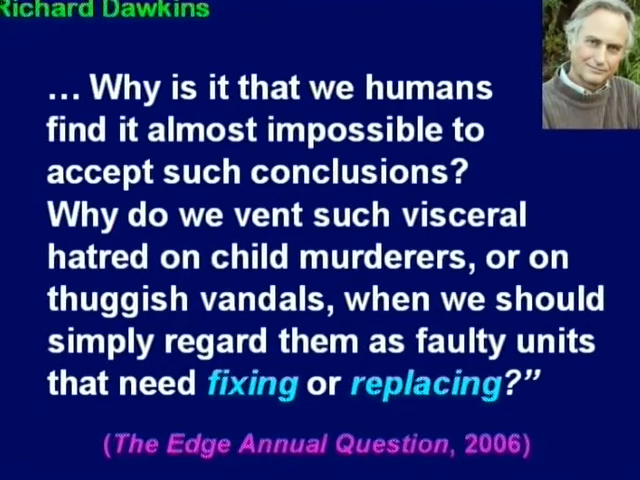 Richard Dawkins
… Why is it that we humans
find it almost impossible to
accept such conclusions?
Why do we vent such visceral
hatred on child murderers, or on
thuggish vandals, when we should
simply regard them as faulty units
that need fixing or replacing?”
(The Edge Annual Question, 2006)